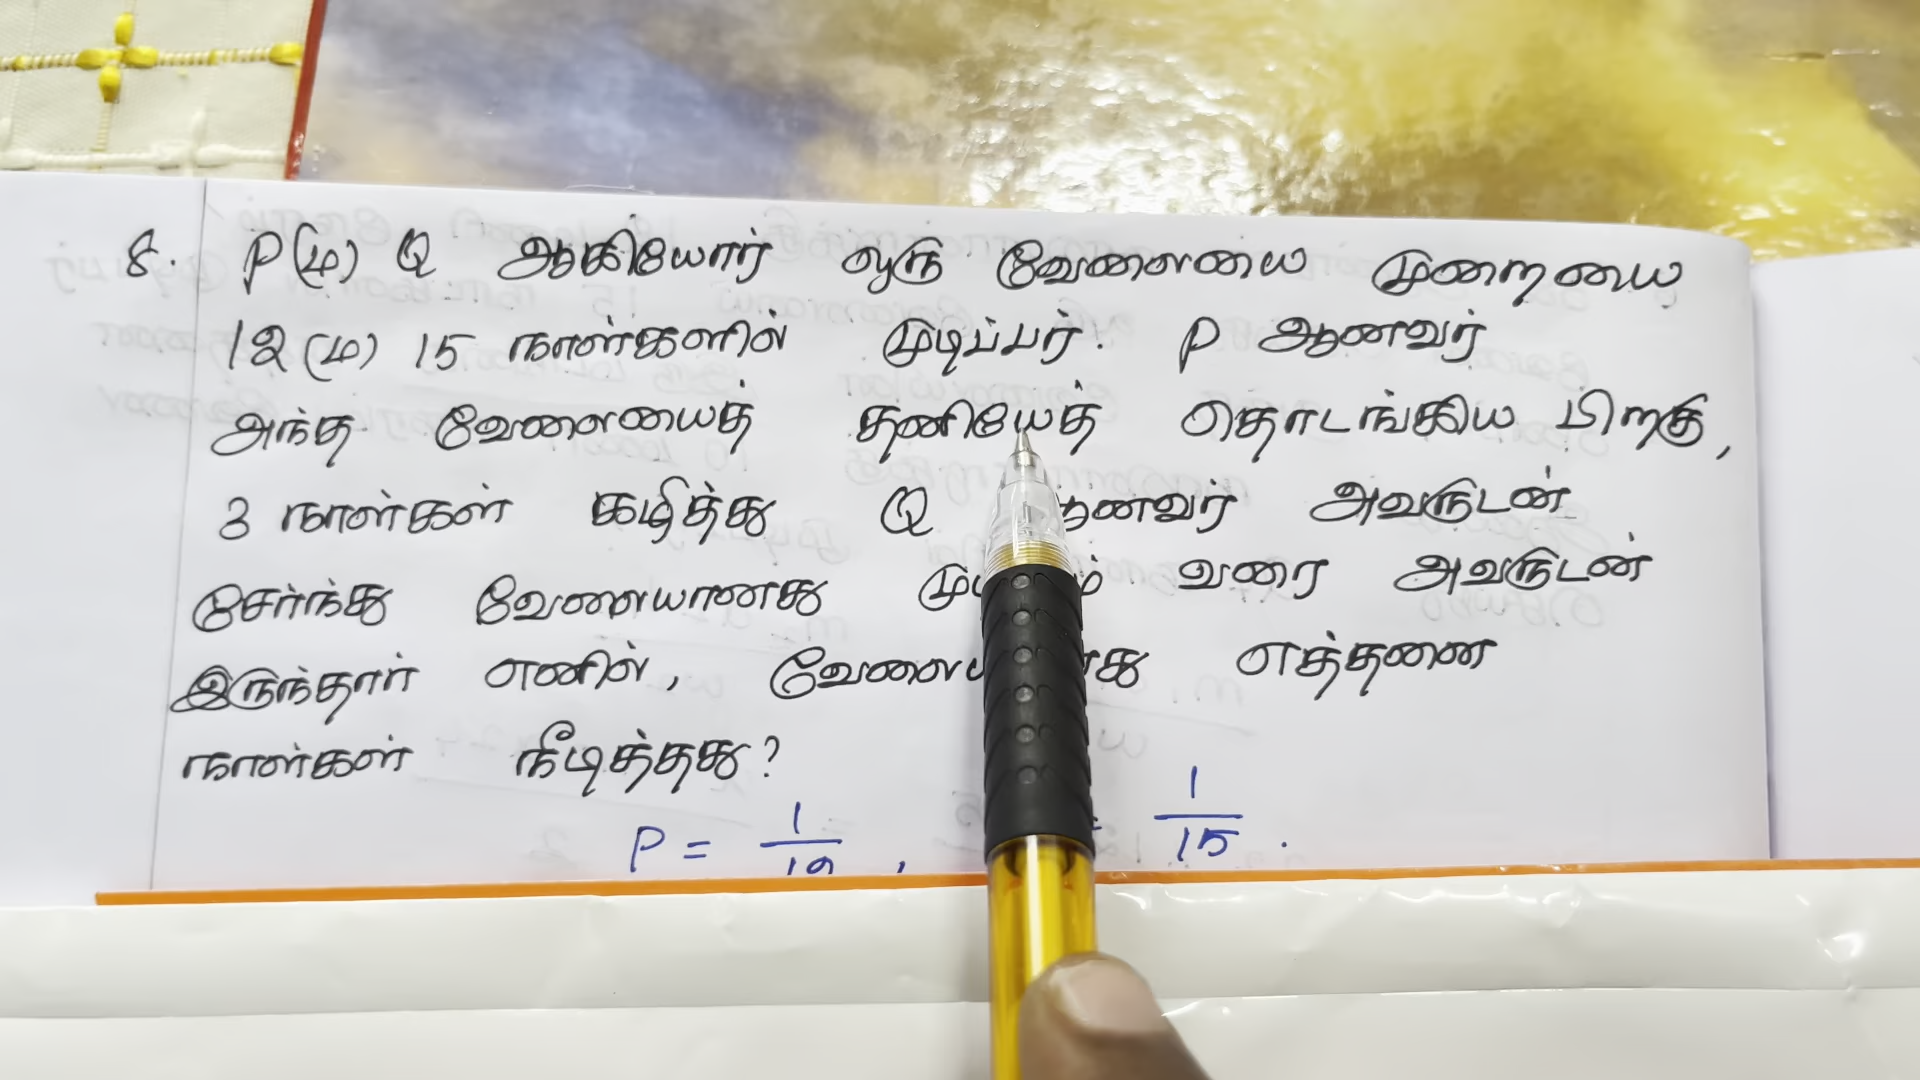 8. P(ம) Q ஆகியோர் ஒரு வேலையை முறையை
12 (ம) 15 நாள்களில் முடிப்பர். P ஆனவர்
அந்த வேலையைத் தனியேத் தொடங்கிய பிறகு,
3 நாள்கள் கழித்து Q அவருடன்
சேர்ந்து வேலையானது வரை அவருடன்
இருந்தார் எனில், எத்தனை
நாள்கள் நீடித்தது?
P = 1/12 , = 1/15 .